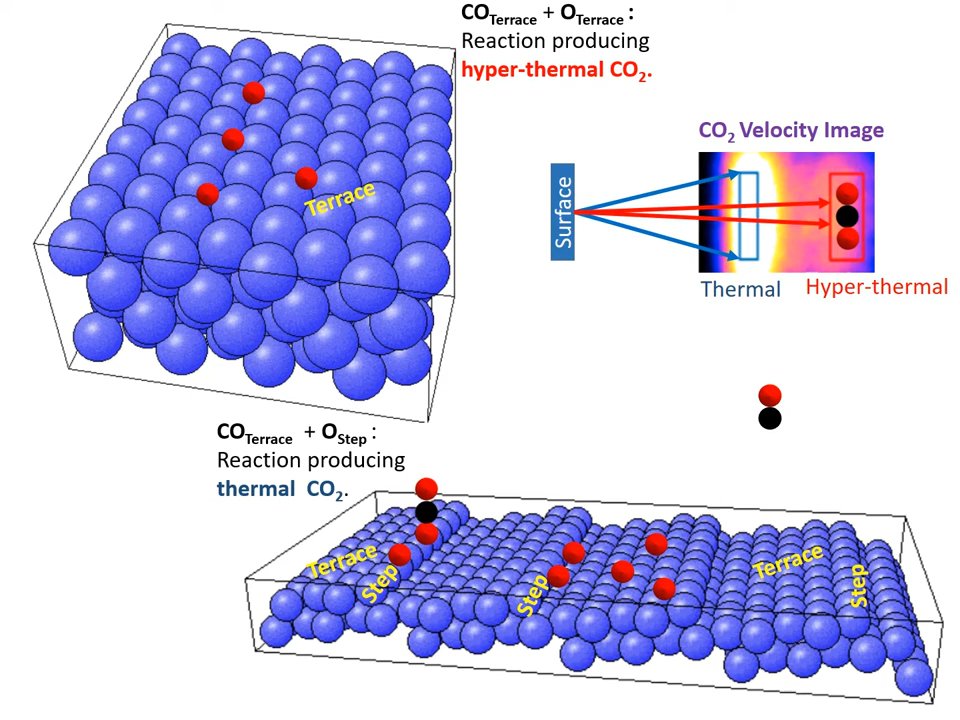 CO_Terrace + O_Terrace :
Reaction producing
hyper-thermal CO₂.
CO₂ Velocity Image
Surface
Thermal
Hyper-thermal
Terrace
CO_Terrace + O_Step :
Reaction producing
thermal CO₂.
Terrace
Step
Step
Terrace
Step